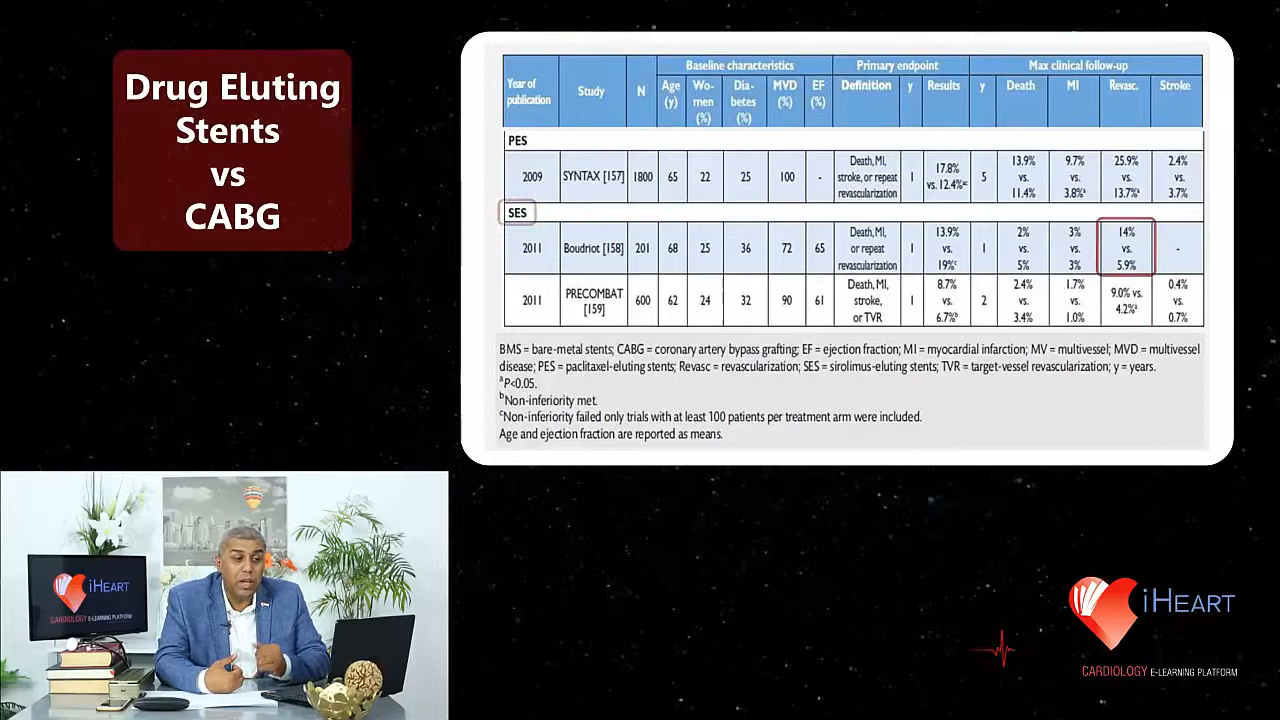 Drug Eluting
Stents
vs
CABG
Baseline characteristics Primary endpoint Max clinical follow-up
Year of publication Study N Age (y) Wo-men (%) Dia-betes (%) MVD (%) EF (%) Definition y Results y Death MI Revasc. Stroke
PES
2009 SYNTAX [157] 1800 65 22 25 100 - Death, MI, stroke, or repeat revascularization 1 17.8% vs. 12.4%ac 5 13.9% vs. 11.4% 9.7% vs. 3.8%a 25.9% vs. 13.7%a 2.4% vs. 3.7%
SES
2011 Boudriot [158] 201 68 25 36 72 65 Death, MI, or repeat revascularization 1 13.9% vs. 19%c 1 2% vs. 5% 3% vs. 3% 14% vs. 5.9% -
2011 PRECOMBAT [159] 600 62 24 32 90 61 Death, MI, stroke, or TVR 1 8.7% vs. 6.7%b 2 2.4% vs. 3.4% 1.7% vs. 1.0% 9.0% vs. 4.2%a 0.4% vs. 0.7%
BMS = bare-metal stents; CABG = coronary artery bypass grafting; EF = ejection fraction; MI = myocardial infarction; MV = multivessel; MVD = multivessel
disease; PES = paclitaxel-eluting stents; Revasc = revascularization; SES = sirolimus-eluting stents; TVR = target-vessel revascularization; y = years.
aP<0.05.
bNon-inferiority met.
cNon-inferiority failed only trials with at least 100 patients per treatment arm were included.
Age and ejection fraction are reported as means.
iHEART
CARDIOLOGY E-LEARNING PLATFORM
iHEART
CARDIOLOGY E-LEARNING PLATFORM